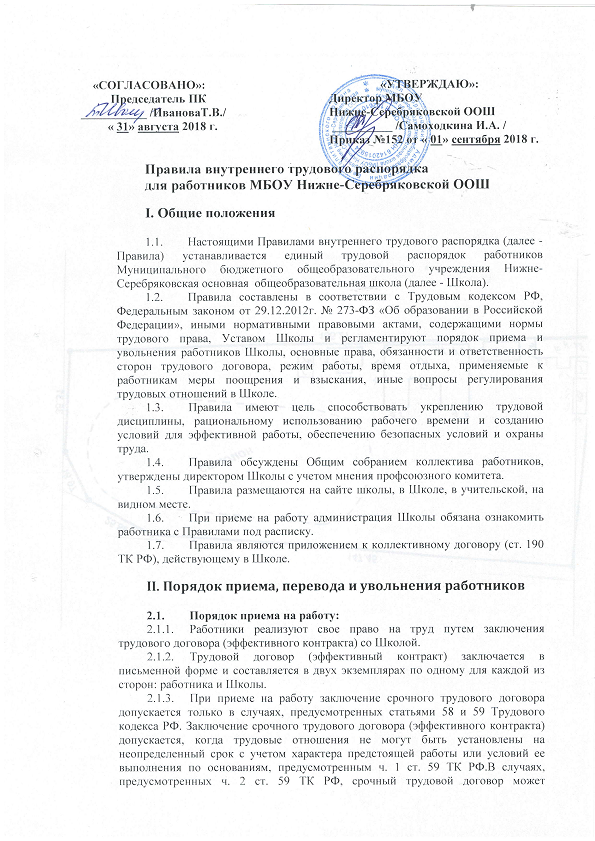 «СОГЛАСОВАНО»:
Председатель ПК
/ИвановаТ.В./
« 31» августа 2018 г.
«УТВЕРЖДАЮ»:
Директор МБОУ
Нижне-Серебряковской ООШ
/Самоходкина И.А. /
Приказ №152 от « 01» сентября 2018 г.
Правила внутреннего трудового распорядка
для работников МБОУ Нижне-Серебряковской ООШ
I. Общие положения
1.1. Настоящими Правилами внутреннего трудового распорядка (далее -
Правила) устанавливается единый трудовой распорядок работников
Муниципального бюджетного общеобразовательного учреждения Нижне-
Серебряковская основная общеобразовательная школа (далее - Школа).
1.2. Правила составлены в соответствии с Трудовым кодексом РФ,
Федеральным законом от 29.12.2012г. № 273-ФЗ «Об образовании в Российской
Федерации», иными нормативными правовыми актами, содержащими нормы
трудового права, Уставом Школы и регламентируют порядок приема и
увольнения работников Школы, основные права, обязанности и ответственность
сторон трудового договора, режим работы, время отдыха, применяемые к
работникам меры поощрения и взыскания, иные вопросы регулирования
трудовых отношений в Школе.
1.3. Правила имеют цель способствовать укреплению трудовой
дисциплины, рациональному использованию рабочего времени и созданию
условий для эффективной работы, обеспечению безопасных условий и охраны
труда.
1.4. Правила обсуждены Общим собранием коллектива работников,
утверждены директором Школы с учетом мнения профсоюзного комитета.
1.5. Правила размещаются на сайте школы, в Школе, в учительской, на
видном месте.
1.6. При приеме на работу администрация Школы обязана ознакомить
работника с Правилами под расписку.
1.7. Правила являются приложением к коллективному договору (ст. 190
ТК РФ), действующему в Школе.
II. Порядок приема, перевода и увольнения работников
2.1. Порядок приема на работу:
2.1.1. Работники реализуют свое право на труд путем заключения
трудового договора (эффективного контракта) со Школой.
2.1.2. Трудовой договор (эффективный контракт) заключается в
письменной форме и составляется в двух экземплярах по одному для каждой из
сторон: работника и Школы.
2.1.3. При приеме на работу заключение срочного трудового договора
допускается только в случаях, предусмотренных статьями 58 и 59 Трудового
кодекса РФ. Заключение срочного трудового договора (эффективного контракта)
допускается, когда трудовые отношения не могут быть установлены на
неопределенный срок с учетом характера предстоящей работы или условий ее
выполнения по основаниям, предусмотренным ч. 1 ст. 59 ТК РФ.В случаях,
предусмотренных ч. 2 ст. 59 ТК РФ, срочный трудовой договор может